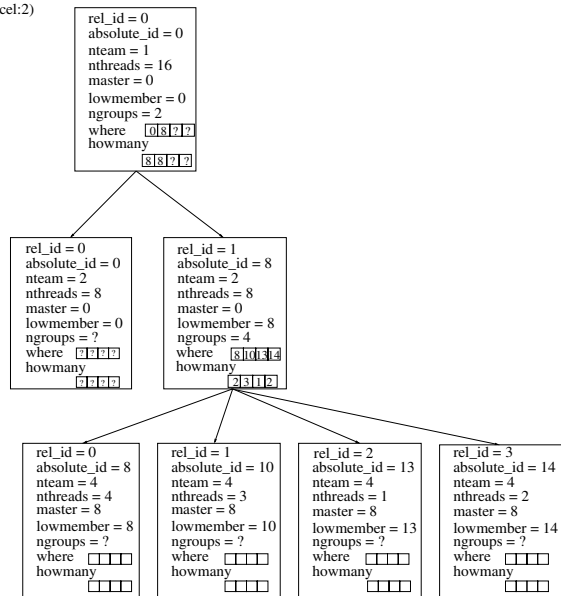 cel:2)
rel_id = 0
absolute_id = 0
nteam = 1
nthreads = 16
master = 0
lowmember = 0
ngroups = 2
where 0 8 ? ?
howmany
8 8 ? ?
rel_id = 0
absolute_id = 0
nteam = 2
nthreads = 8
master = 0
lowmember = 0
ngroups = ?
where ? ? ? ?
howmany
? ? ? ?
rel_id = 1
absolute_id = 8
nteam = 2
nthreads = 8
master = 0
lowmember = 8
ngroups = 4
where 8 10 13 14
howmany
2 3 1 2
rel_id = 0
absolute_id = 8
nteam = 4
nthreads = 4
master = 8
lowmember = 8
ngroups = ?
where
howmany
rel_id = 1
absolute_id = 10
nteam = 4
nthreads = 3
master = 8
lowmember = 10
ngroups = ?
where
howmany
rel_id = 2
absolute_id = 13
nteam = 4
nthreads = 1
master = 8
lowmember = 13
ngroups = ?
where
howmany
rel_id = 3
absolute_id = 14
nteam = 4
nthreads = 2
master = 8
lowmember = 14
ngroups = ?
where
howmany